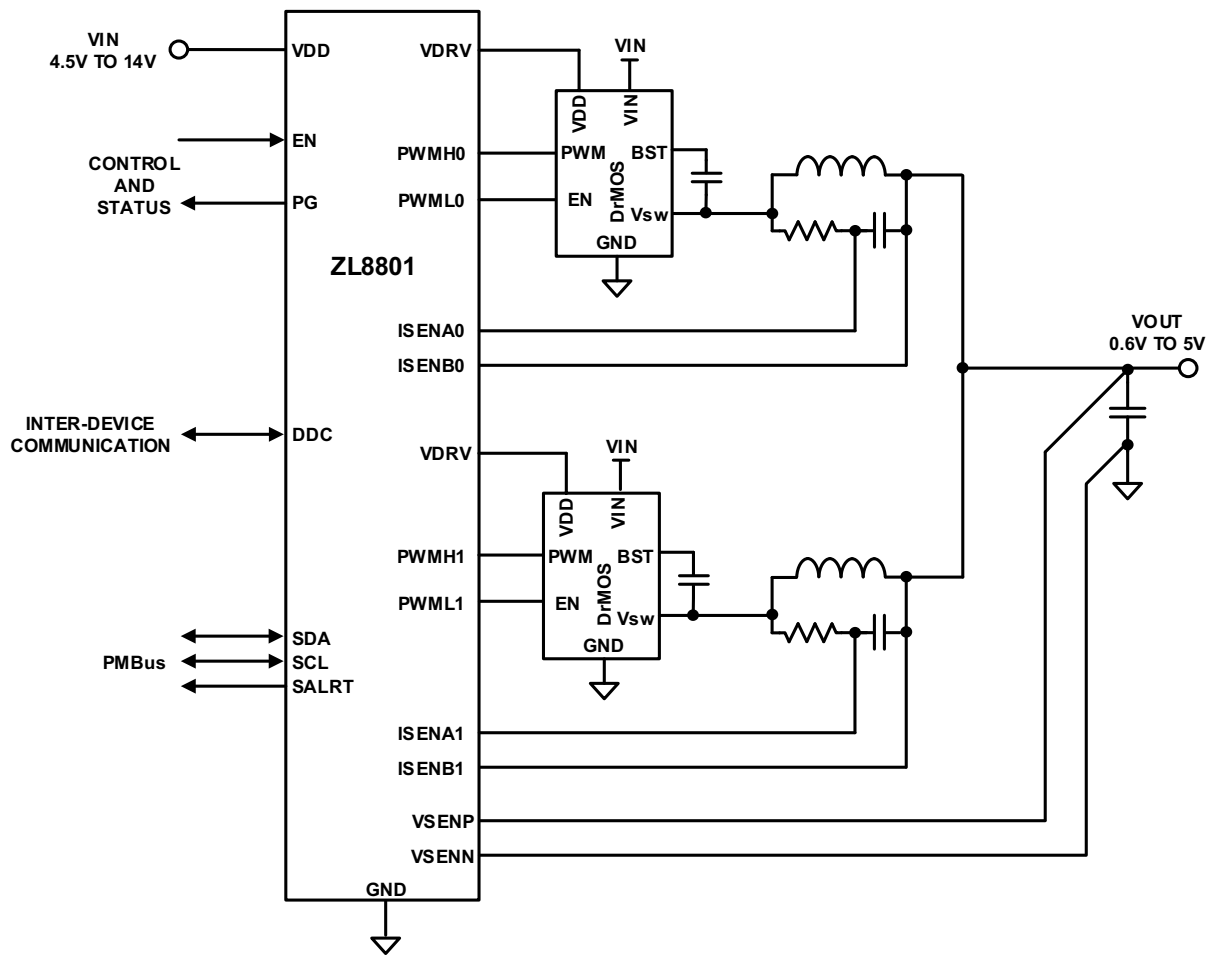 VIN
4.5V TO 14V
VDD
EN
CONTROL
AND
STATUS
PG
ZL8801
VDRV
PWMH0
PWML0
ISENA0
ISENB0
VIN
VDD
VIN
PWM
BST
EN
DrMOS
Vsw
GND
VOUT
0.6V TO 5V
INTER-DEVICE
COMMUNICATION
DDC
VDRV
PWMH1
PWML1
VIN
VDD
VIN
PWM
BST
EN
DrMOS
Vsw
GND
PMBus
SDA
SCL
SALRT
ISENA1
ISENB1
VSENP
VSENN
GND